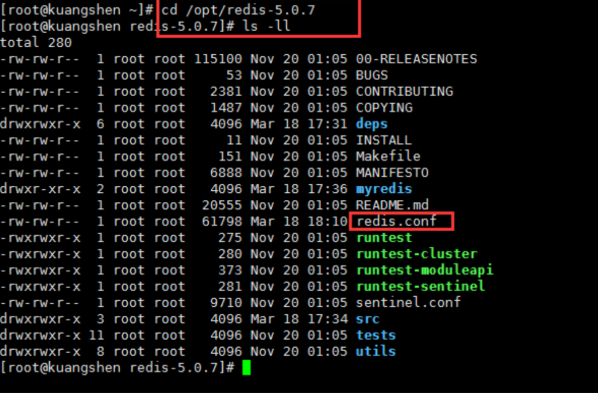 [root@kuangshen ~]# cd /opt/redis-5.0.7
[root@kuangshen redis-5.0.7]# ls -ll
total 280
-rw-rw-r--  1 root root 115100 Nov 20 01:05 00-RELEASENOTES
-rw-rw-r--  1 root root     53 Nov 20 01:05 BUGS
-rw-rw-r--  1 root root   2381 Nov 20 01:05 CONTRIBUTING
-rw-rw-r--  1 root root   1487 Nov 20 01:05 COPYING
drwxrwxr-x  6 root root   4096 Mar 18 17:31 deps
-rw-rw-r--  1 root root     11 Nov 20 01:05 INSTALL
-rw-rw-r--  1 root root    151 Nov 20 01:05 Makefile
-rw-rw-r--  1 root root   6888 Nov 20 01:05 MANIFESTO
drwxr-xr-x  2 root root   4096 Mar 18 17:36 myredis
-rw-rw-r--  1 root root  20555 Nov 20 01:05 README.md
-rw-rw-r--  1 root root  61798 Mar 18 18:10 redis.conf
-rwxrwxr-x  1 root root    275 Nov 20 01:05 runtest
-rwxrwxr-x  1 root root    280 Nov 20 01:05 runtest-cluster
-rwxrwxr-x  1 root root    373 Nov 20 01:05 runtest-moduleapi
-rwxrwxr-x  1 root root    281 Nov 20 01:05 runtest-sentinel
-rw-rw-r--  1 root root   9710 Nov 20 01:05 sentinel.conf
drwxrwxr-x  3 root root   4096 Mar 18 17:34 src
drwxrwxr-x 11 root root   4096 Nov 20 01:05 tests
drwxrwxr-x  8 root root   4096 Nov 20 01:05 utils
[root@kuangshen redis-5.0.7]#